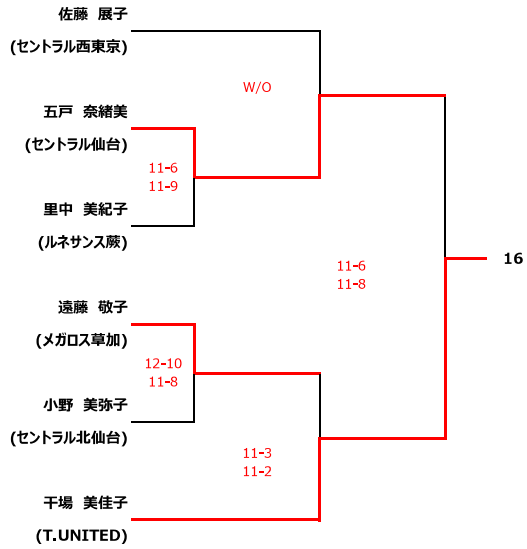 佐藤　展子
(セントラル西東京)
W/O
五戸　奈緒美
(セントラル仙台)
11-6
11-9
里中　美紀子
(ルネサンス蕨)
11-6
11-8
16
遠藤　敬子
(メガロス草加)
12-10
11-8
小野　美弥子
(セントラル北仙台)
11-3
11-2
干場　美佳子
(T.UNITED)